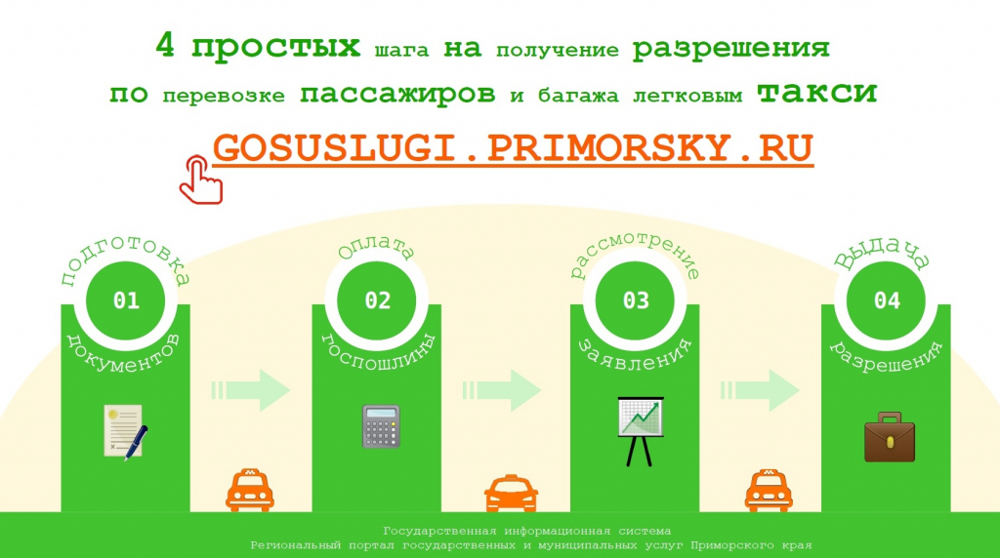 4 простых шага на получение разрешения
по перевозке пассажиров и багажа легковым такси
GOSUSLUGI.PRIMORSKY.RU
подготовка
01
документов
Оплата
02
госпошлины
рассмотрение
03
заявления
Выдача
04
разрешения
Государственная информационная система
Региональный портал государственных и муниципальных услуг Приморского края